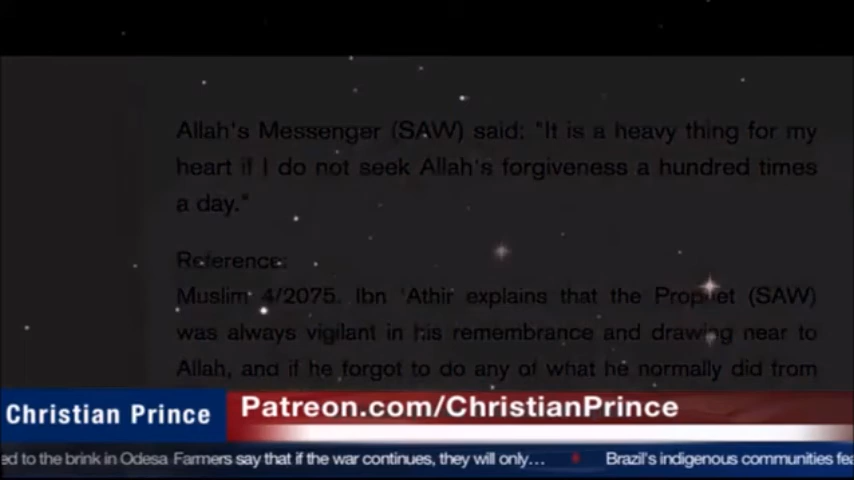 Allah's Messenger (SAW) said: "It is a heavy thing for my
heart if I do not seek Allah's forgiveness a hundred times
a day."
Reference:
Muslim 4/2075. Ibn 'Athir explains that the Prophet (SAW)
was always vigilant in his remembrance and drawing near to
Allah, and if he forgot to do any of what he normally did from
Christian Prince
Patreon.com/ChristianPrince
ed to the brink in Odesa Farmers say that if the war continues, they will only... Brazil's indigenous communities fea